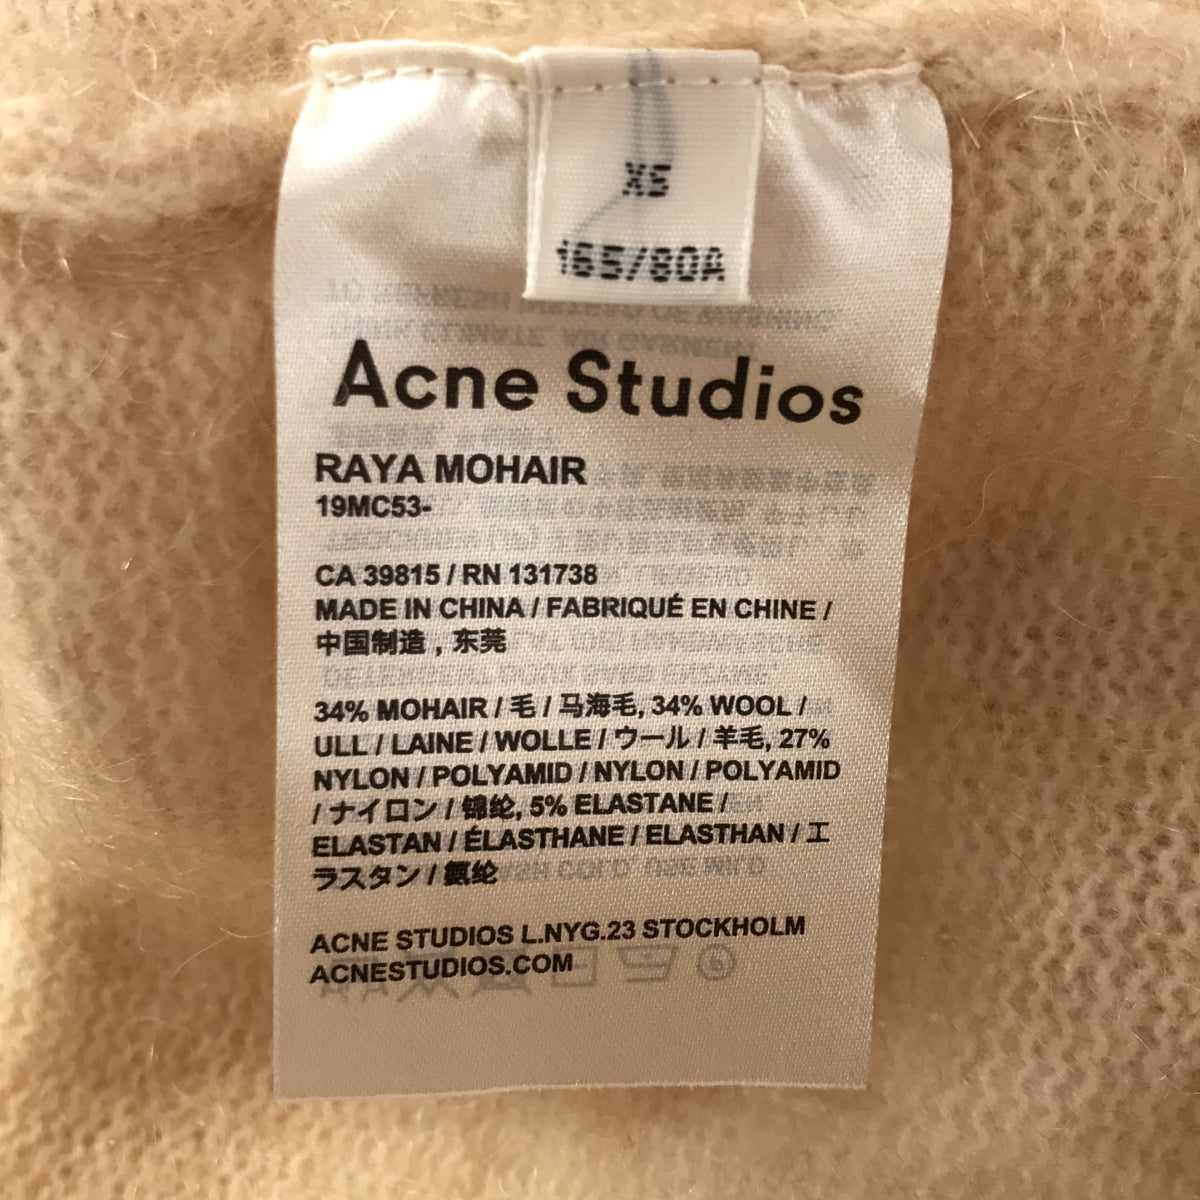 XS
165/80A
Acne Studios
RAYA MOHAIR
19MC53-
CA 39815 / RN 131738
MADE IN CHINA / FABRIQUÉ EN CHINE /
中国制造，东莞
34% MOHAIR / 毛 / 马海毛, 34% WOOL /
ULL / LAINE / WOLLE / ウール / 羊毛, 27%
NYLON / POLYAMID / NYLON / POLYAMID
/ ナイロン / 锦纶, 5% ELASTANE /
ELASTAN / ÉLASTHANE / ELASTHAN / エ
ラスタン / 氨纶
ACNE STUDIOS L.NYG.23 STOCKHOLM
ACNESTUDIOS.COM